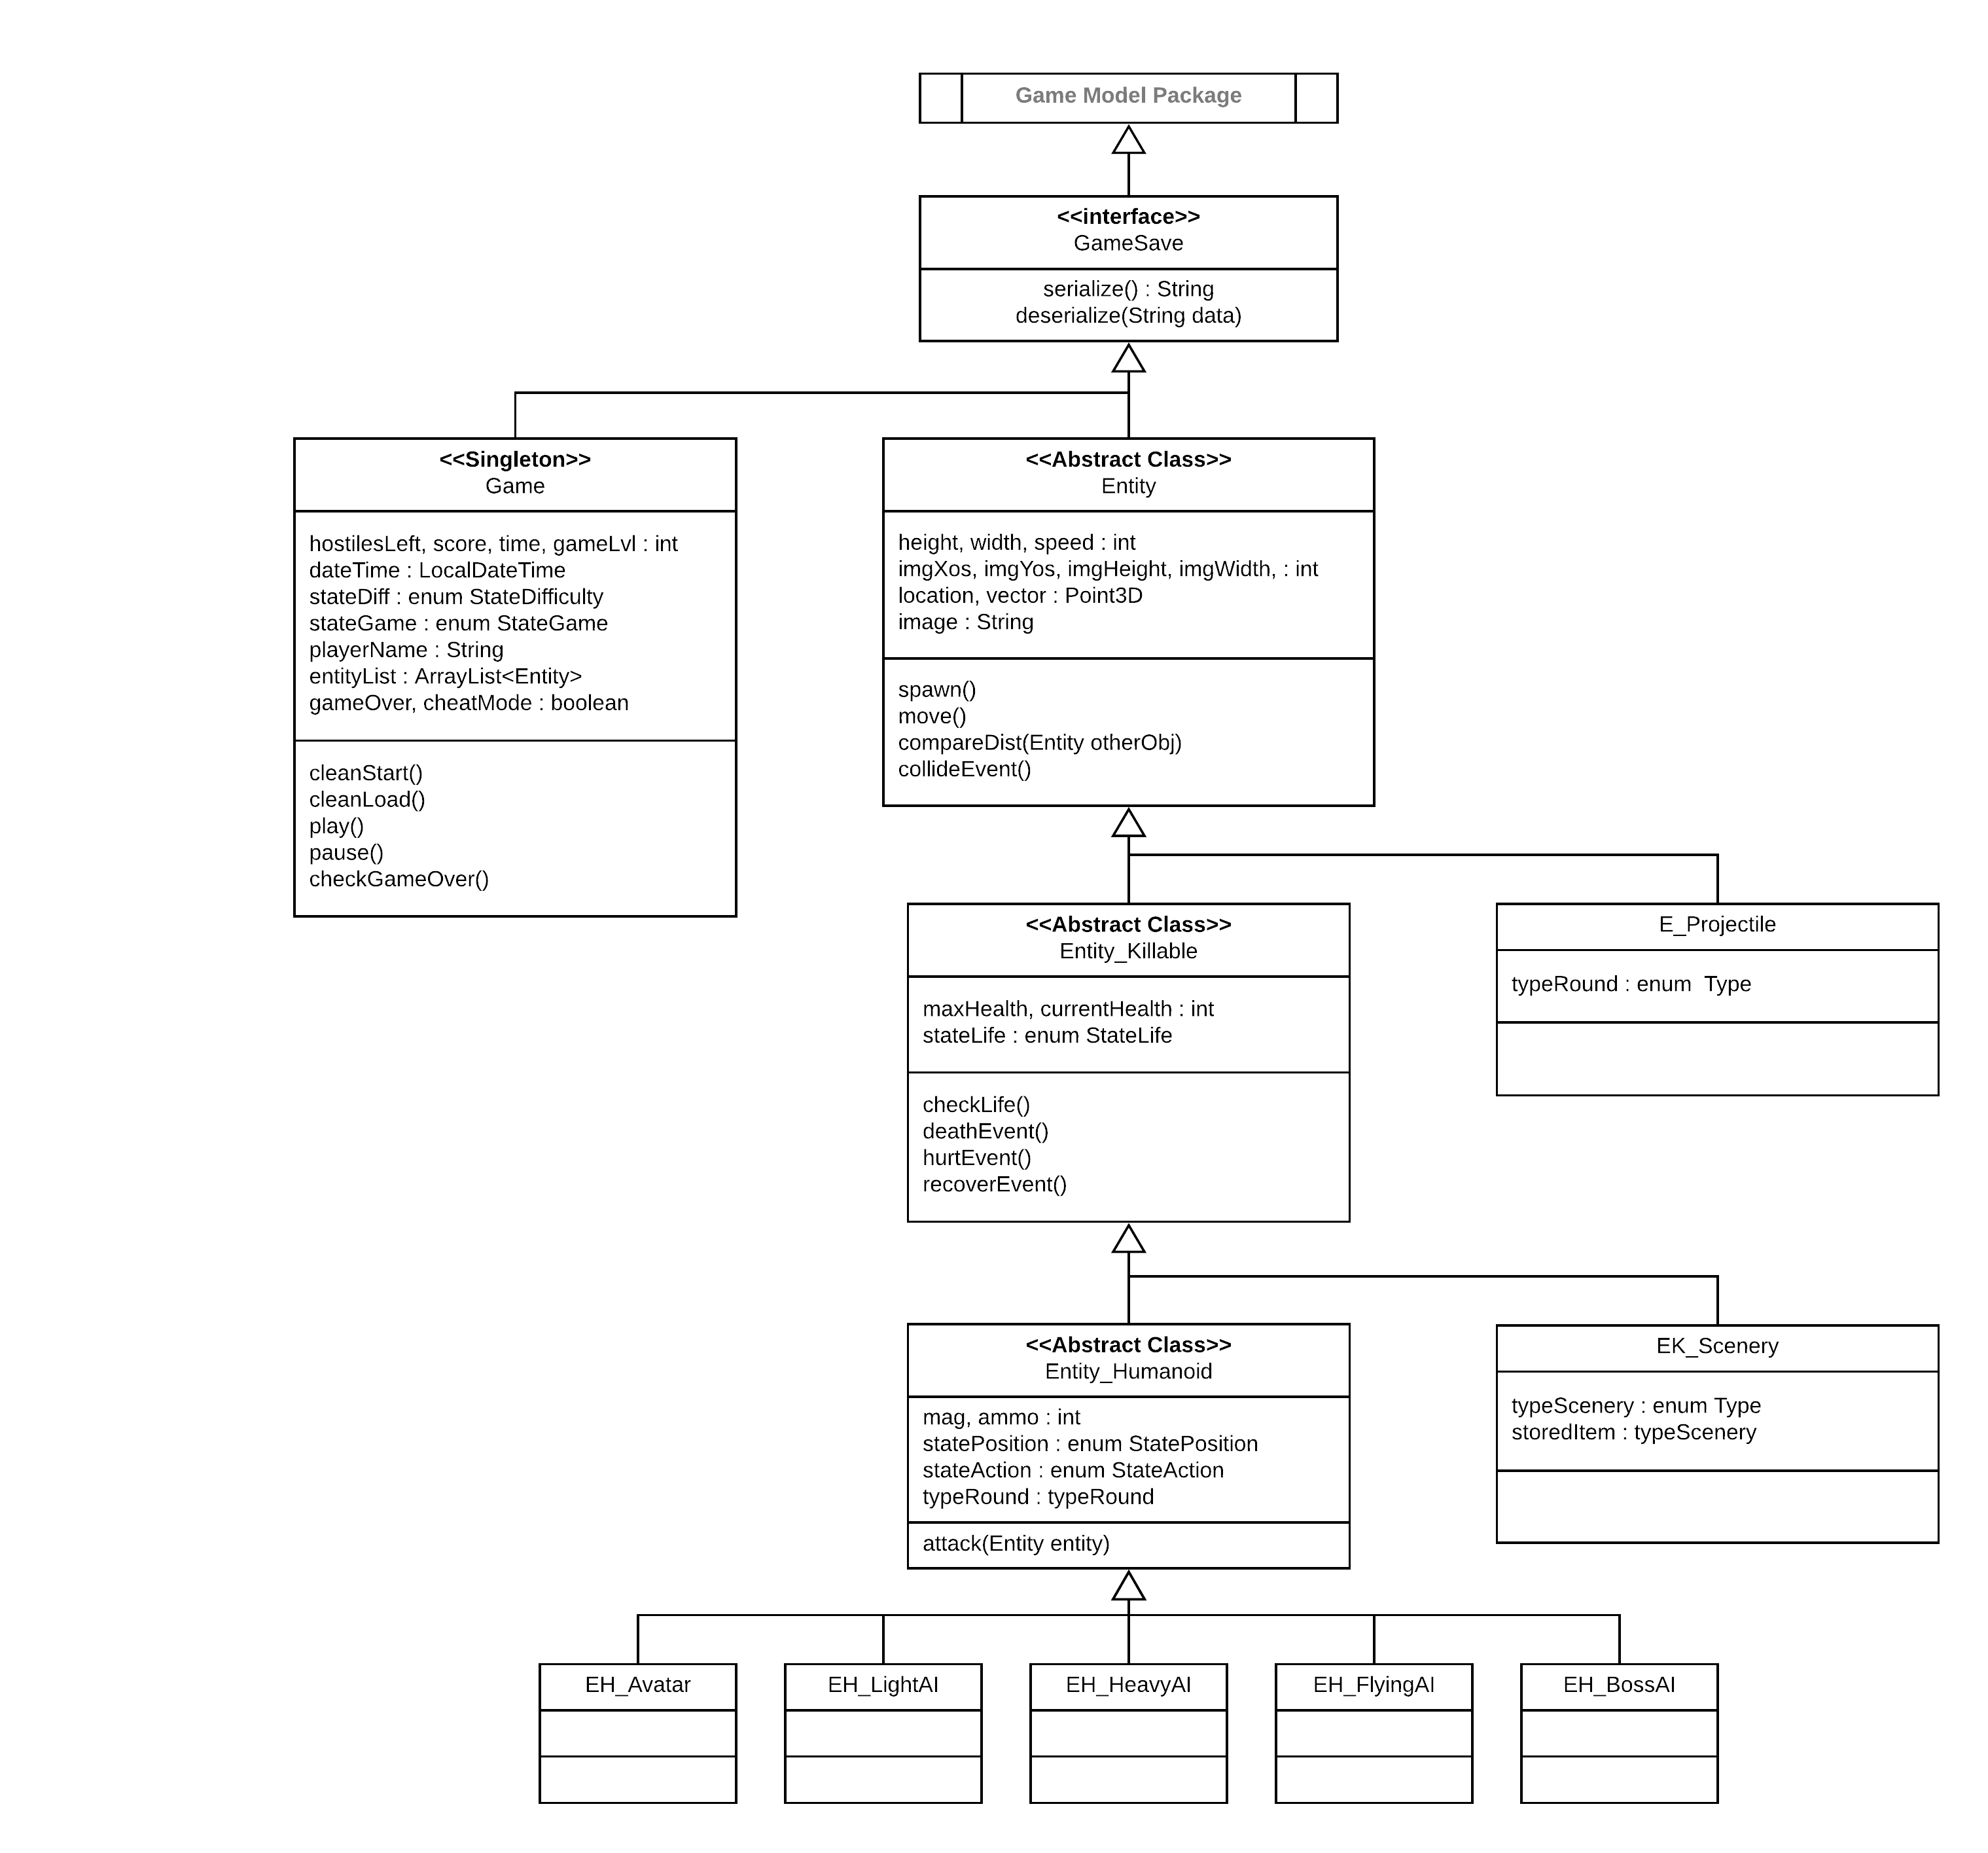 Game Model Package
<<interface>>
GameSave
serialize() : String
deserialize(String data)
<<Singleton>>
Game
hostilesLeft, score, time, gameLvl : int
dateTime : LocalDateTime
stateDiff : enum StateDifficulty
stateGame : enum StateGame
playerName : String
entityList : ArrayList<Entity>
gameOver, cheatMode : boolean
cleanStart()
cleanLoad()
play()
pause()
checkGameOver()
<<Abstract Class>>
Entity
height, width, speed : int
imgXos, imgYos, imgHeight, imgWidth, : int
location, vector : Point3D
image : String
spawn()
move()
compareDist(Entity otherObj)
collideEvent()
<<Abstract Class>>
Entity_Killable
maxHealth, currentHealth : int
stateLife : enum StateLife
checkLife()
deathEvent()
hurtEvent()
recoverEvent()
E_Projectile
typeRound : enum  Type
<<Abstract Class>>
Entity_Humanoid
mag, ammo : int
statePosition : enum StatePosition
stateAction : enum StateAction
typeRound : typeRound
attack(Entity entity)
EK_Scenery
typeScenery : enum Type
storedItem : typeScenery
EH_Avatar
EH_LightAI
EH_HeavyAI
EH_FlyingAI
EH_BossAI